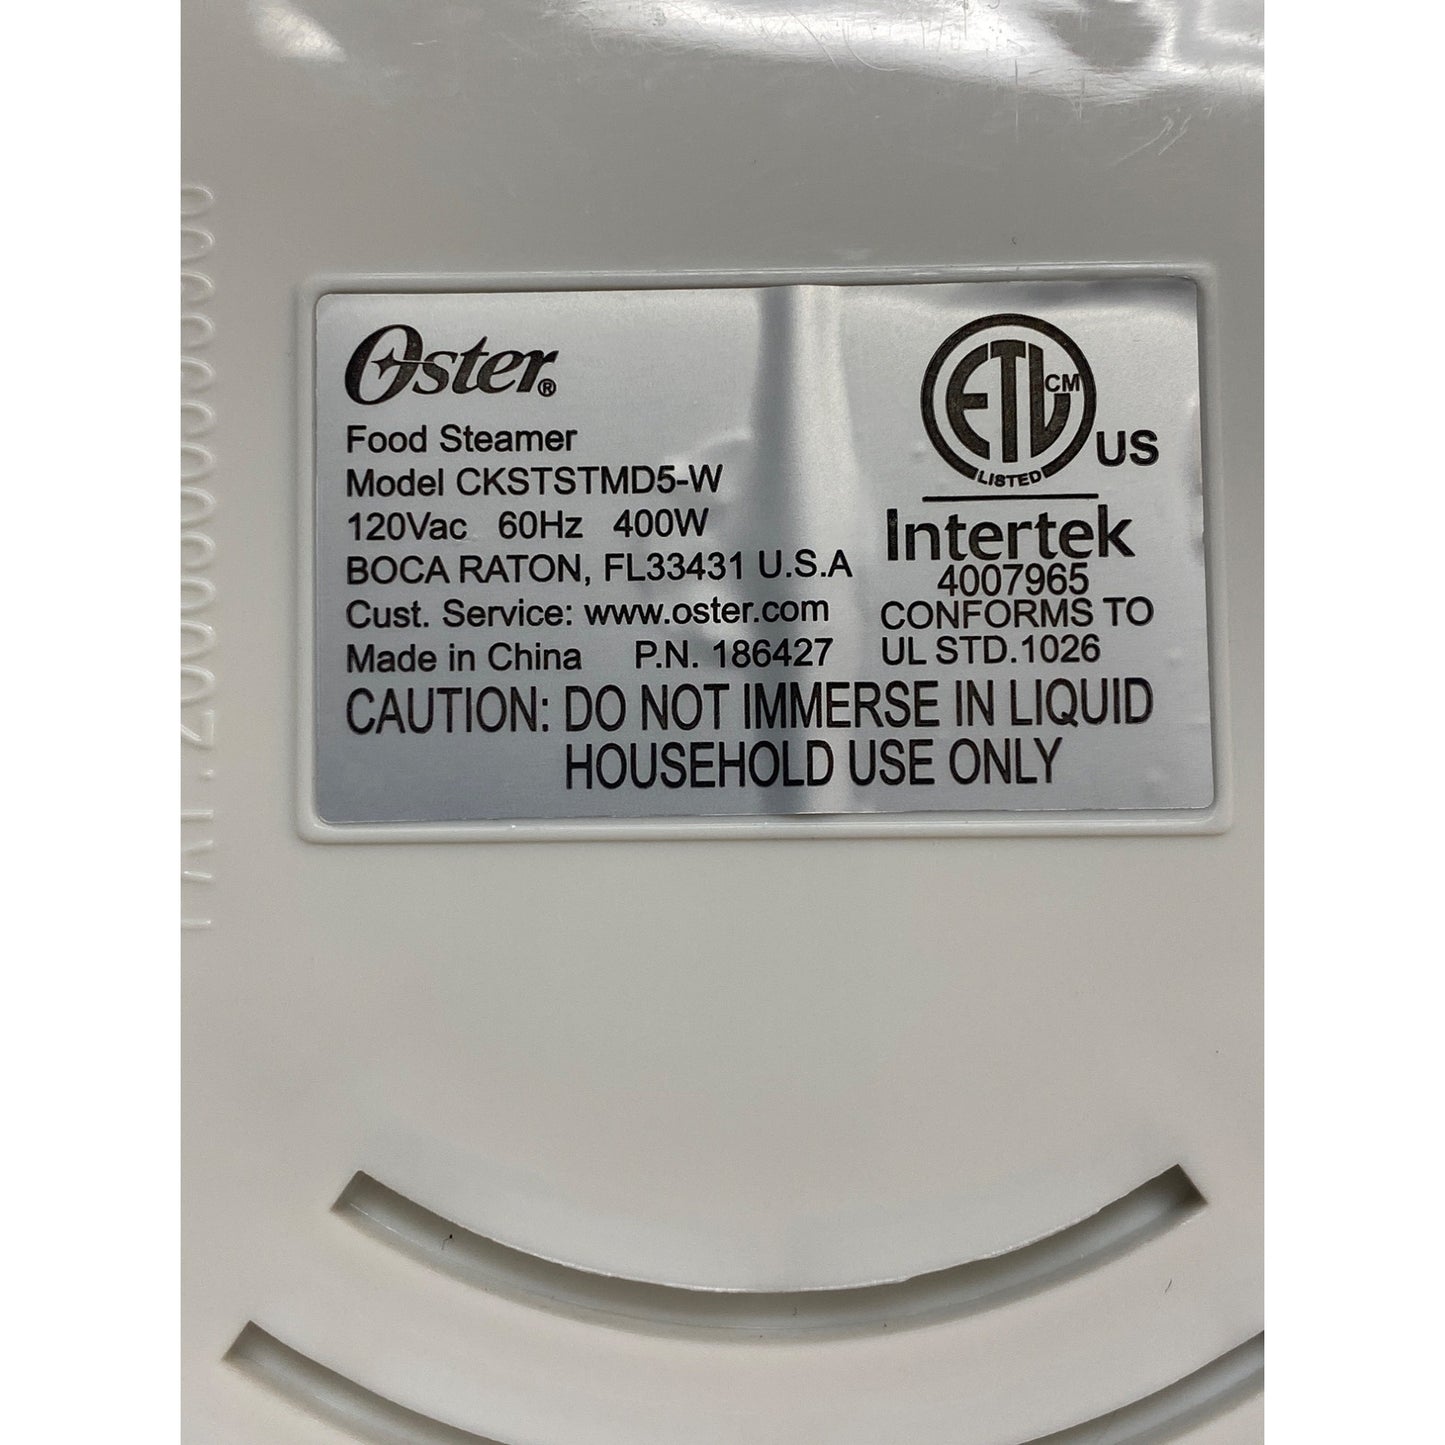 Oster®
Food Steamer
Model CKSTSTMD5-W
120Vac 60Hz 400W
BOCA RATON, FL33431 U.S.A
Cust. Service: www.oster.com
Made in China P.N. 186427
ETL CM
LISTED
US
Intertek
4007965
CONFORMS TO
UL STD.1026
CAUTION: DO NOT IMMERSE IN LIQUID
HOUSEHOLD USE ONLY